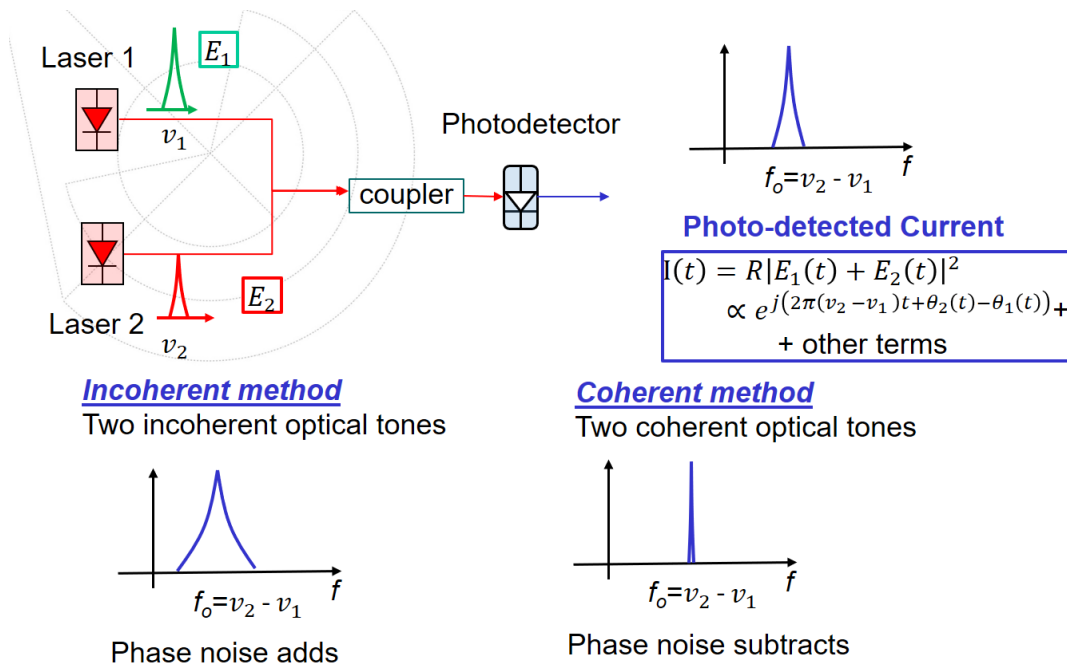 Laser 1
E₁
v₁
Photodetector
coupler
f
fₒ=v₂ - v₁
Photo-detected Current
I(t) = R|E₁(t) + E₂(t)|²
∝ e^{j(2π(v₂−v₁)t+θ₂(t)−θ₁(t))}+
+ other terms
E₂
Laser 2
v₂
Incoherent method
Two incoherent optical tones
f
fₒ=v₂ - v₁
Phase noise adds
Coherent method
Two coherent optical tones
f
fₒ=v₂ - v₁
Phase noise subtracts